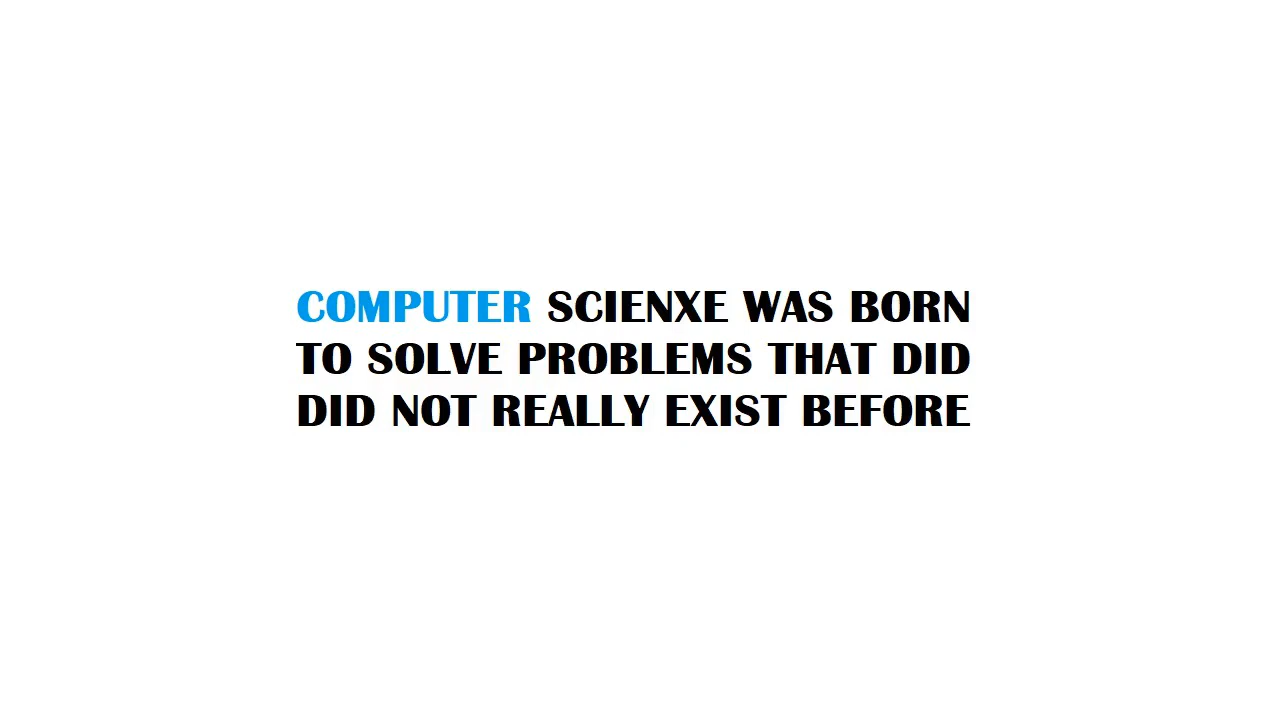 COMPUTER SCIENXE WAS BORN
TO SOLVE PROBLEMS THAT DID
DID NOT REALLY EXIST BEFORE